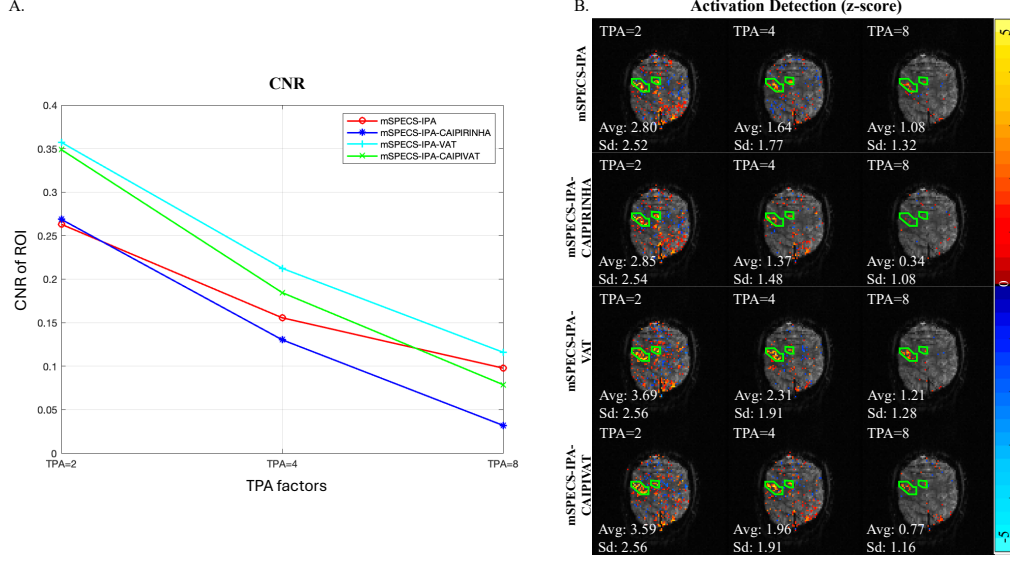 A.
CNR
0.4
0.35
0.3
0.25
0.2
0.15
0.1
0.05
0
CNR of ROI
TPA=2
TPA=4
TPA=8
TPA factors
mSPECS-IPA
mSPECS-IPA-CAIPIRINHA
mSPECS-IPA-VAT
mSPECS-IPA-CAIPIVAT
B.
Activation Detection (z-score)
mSPECS-IPA
TPA=2
Avg: 2.80
Sd: 2.52
TPA=4
Avg: 1.64
Sd: 1.77
TPA=8
Avg: 1.08
Sd: 1.32
mSPECS-IPA-
CAIPIRINHA
TPA=2
Avg: 2.85
Sd: 2.54
TPA=4
Avg: 1.37
Sd: 1.48
TPA=8
Avg: 0.34
Sd: 1.08
mSPECS-IPA-
VAT
TPA=2
Avg: 3.69
Sd: 2.56
TPA=4
Avg: 2.31
Sd: 1.91
TPA=8
Avg: 1.21
Sd: 1.28
mSPECS-IPA-
CAIPIVAT
TPA=2
Avg: 3.59
Sd: 2.56
TPA=4
Avg: 1.96
Sd: 1.91
TPA=8
Avg: 0.77
Sd: 1.16
5
0
-5